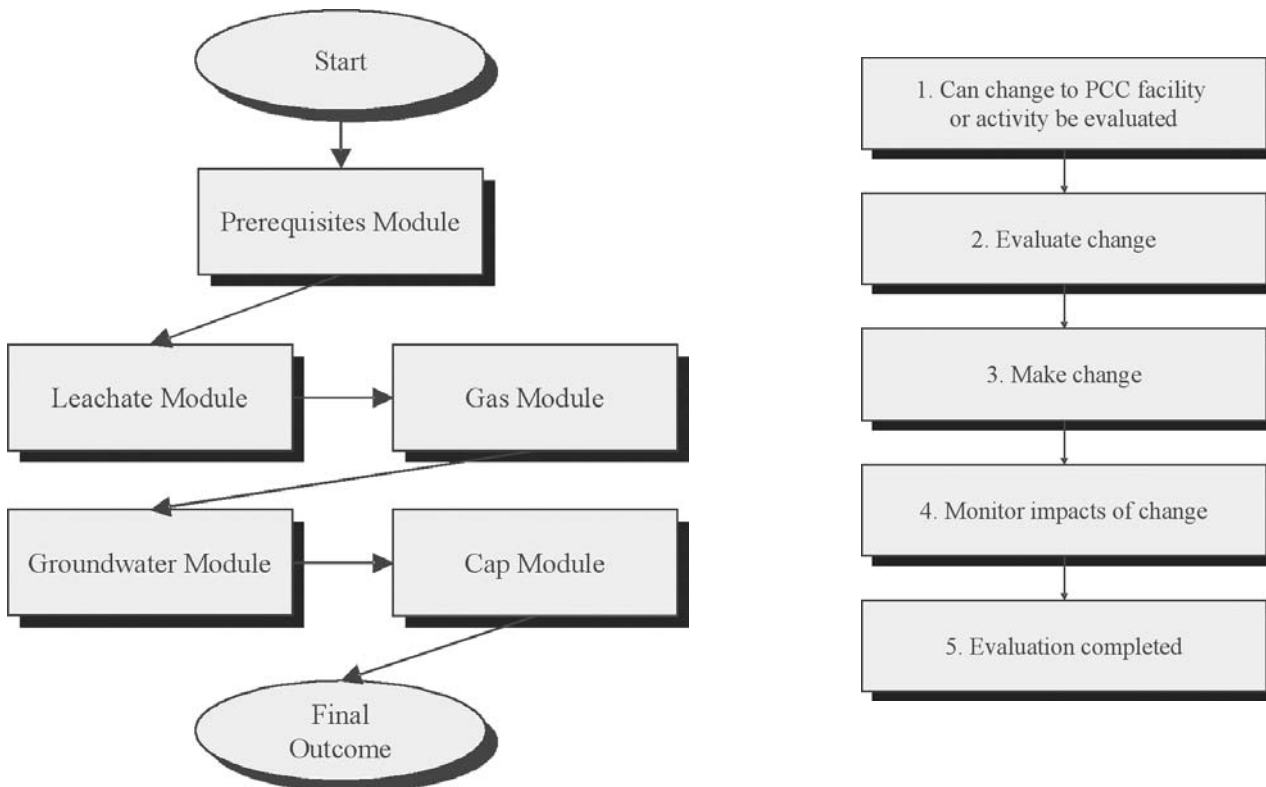 Start
Prerequisites Module
Leachate Module
Gas Module
Groundwater Module
Cap Module
Final
Outcome
1. Can change to PCC facility
or activity be evaluated
2. Evaluate change
3. Make change
4. Monitor impacts of change
5. Evaluation completed